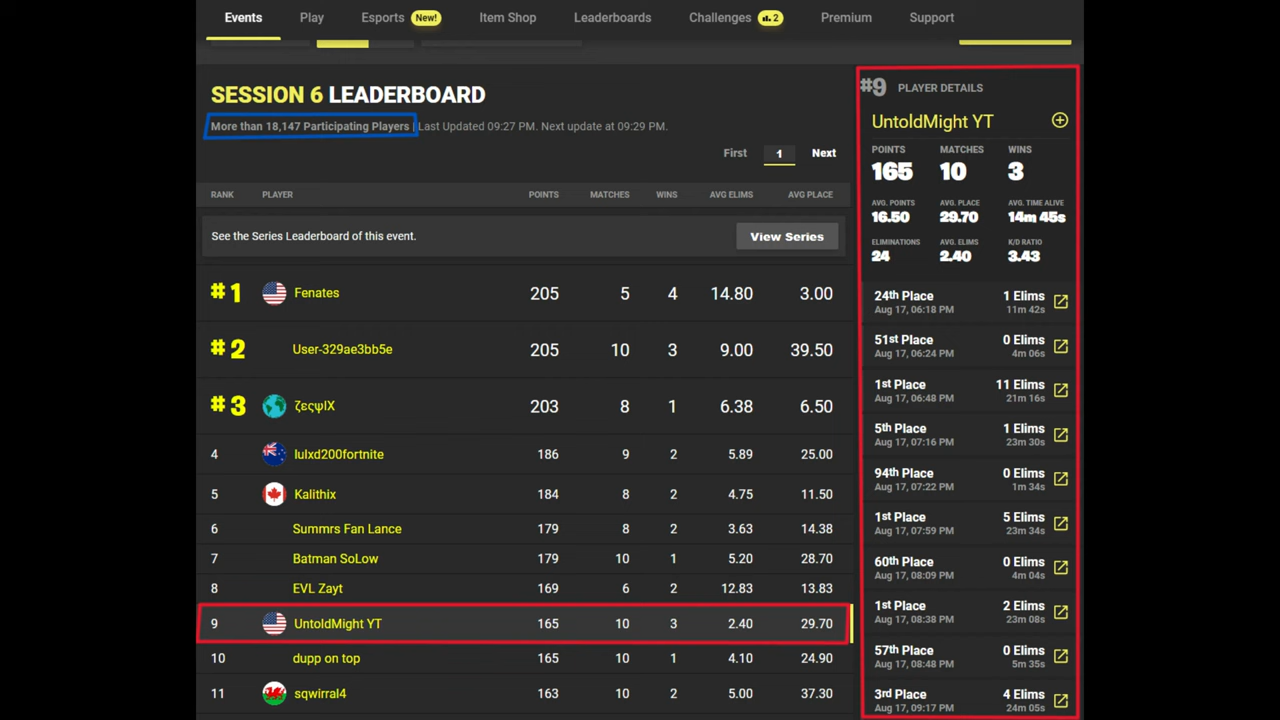 Events Play Esports New! Item Shop Leaderboards Challenges 2 Premium Support
SESSION 6 LEADERBOARD
More than 18,147 Participating Players | Last Updated 09:27 PM. Next update at 09:29 PM.
First 1 Next
RANK PLAYER POINTS MATCHES WINS AVG ELIMS AVG PLACE
See the Series Leaderboard of this event. View Series
#1 Fenates 205 5 4 14.80 3.00
#2 User-329ae3bb5e 205 10 3 9.00 39.50
#3 ζεςψIX 203 8 1 6.38 6.50
4 lulxd200fortnite 186 9 2 5.89 25.00
5 Kalithix 184 8 2 4.75 11.50
6 Summrs Fan Lance 179 8 2 3.63 14.38
7 Batman SoLow 179 10 1 5.20 28.70
8 EVL Zayt 169 6 2 12.83 13.83
9 UntoldMight YT 165 10 3 2.40 29.70
10 dupp on top 165 10 1 4.10 24.90
11 sqwirral4 163 10 2 5.00 37.30
#9 PLAYER DETAILS
UntoldMight YT
POINTS MATCHES WINS
165 10 3
AVG. POINTS AVG. PLACE AVG. TIME ALIVE
16.50 29.70 14m 45s
ELIMINATIONS AVG. ELIMS K/D RATIO
24 2.40 3.43
24th Place 1 Elims
Aug 17, 06:18 PM 11m 42s
51st Place 0 Elims
Aug 17, 06:24 PM 4m 06s
1st Place 11 Elims
Aug 17, 06:48 PM 21m 16s
5th Place 1 Elims
Aug 17, 07:16 PM 23m 30s
94th Place 0 Elims
Aug 17, 07:22 PM 1m 34s
1st Place 5 Elims
Aug 17, 07:59 PM 23m 34s
60th Place 0 Elims
Aug 17, 08:09 PM 4m 04s
1st Place 2 Elims
Aug 17, 08:38 PM 23m 08s
57th Place 0 Elims
Aug 17, 08:48 PM 5m 35s
3rd Place 4 Elims
Aug 17, 09:17 PM 24m 05s